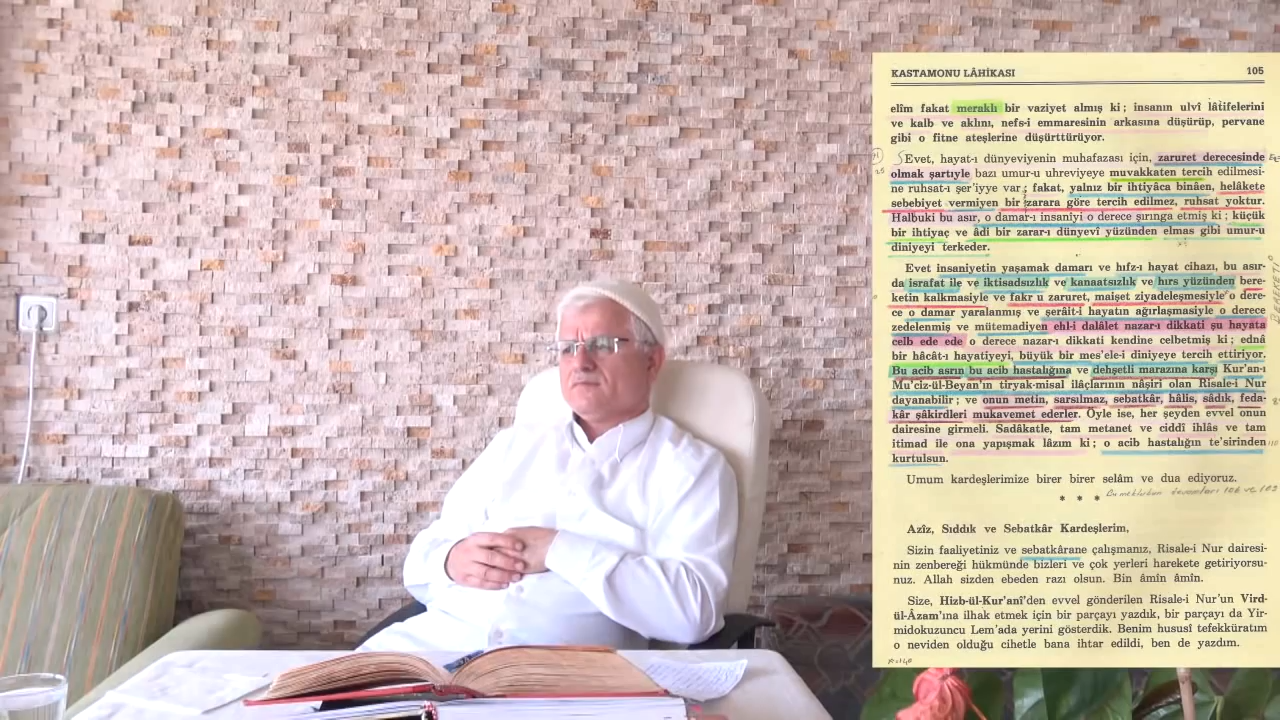 KASTAMONU LÂHİKASI 105
elîm fakat meraklı bir vaziyet almış ki; insanın ulvî lâtifelerini
ve kalb ve aklını, nefs-i emmaresinin arkasına düşürüp, pervane
gibi o fitne ateşlerine düşürttürüyor.
Evet, hayat-ı dünyeviyenin muhafazası için, zaruret derecesinde
olmak şartıyle bazı umur-u uhreviyeye muvakkaten tercih edilmesi-
ne ruhsat-ı şer'iyye var; fakat, yalnız bir ihtiyâca binâen, helâkete
sebebiyet vermiyen bir zarara göre tercih edilmez, ruhsat yoktur.
Halbuki bu asır, o damar-ı insanîyi o derece şırınga etmiş ki; küçük
bir ihtiyaç ve âdi bir zarar-ı dünyevî yüzünden elmas gibi umur-u
diniyeyi terkeder.
Evet insaniyetin yaşamak damarı ve hıfz-ı hayat cihazı, bu asır-
da israfat ile ve iktisadsızlık ve kanaatsızlık ve hırs yüzünden bere-
ketin kalkmasiyle ve fakr u zaruret, maişet ziyadeleşmesiyle o dere-
ce o damar yaralanmış ve şerâit-i hayatın ağırlaşmasiyle o derece
zedelenmiş ve mütemadiyen ehl-i dalâlet nazar-ı dikkati şu hayata
celb ede ede o derece nazar-ı dikkati kendine celbetmiş ki; ednâ
bir hâcât-ı hayatiyeyi, büyük bir mes'ele-i diniyeye tercih ettiriyor.
Bu acib asrın bu acib hastalığına ve dehşetli marazına karşı Kur'an-ı
Mu'ciz-ül-Beyan'ın tiryak-misal ilâçlarının nâşiri olan Risale-i Nur
dayanabilir; ve onun metin, sarsılmaz, sebatkâr, hâlis, sâdık, feda-
kâr şâkirdleri mukavemet ederler. Öyle ise, her şeyden evvel onun
dairesine girmeli. Sadâkatle, tam metanet ve ciddî ihlâs ve tam
itimad ile ona yapışmak lâzım ki; o acib hastalığın te'sirinden
kurtulsun.
Umum kardeşlerimize birer birer selâm ve dua ediyoruz.
* * *
Azîz, Sıddık ve Sebatkâr Kardeşlerim,
Sizin faaliyetiniz ve sebatkârane çalışmanız, Risale-i Nur dairesi-
nin zenbereği hükmünde bizleri ve çok yerleri harekete getiriyorsu-
nuz. Allah sizden ebeden razı olsun. Bin âmîn âmîn.
Size, Hizb-ül-Kur'anî'den evvel gönderilen Risale-i Nur'un Vird-
ül-Âzam'ına ilhak etmek için bir parçayı yazdık, bir parçayı da Yir-
midokuzuncu Lem'ada yerini gösterdik. Benim hususî tefekküratım
o neviden olduğu cihetle bana ihtar edildi, ben de yazdım.